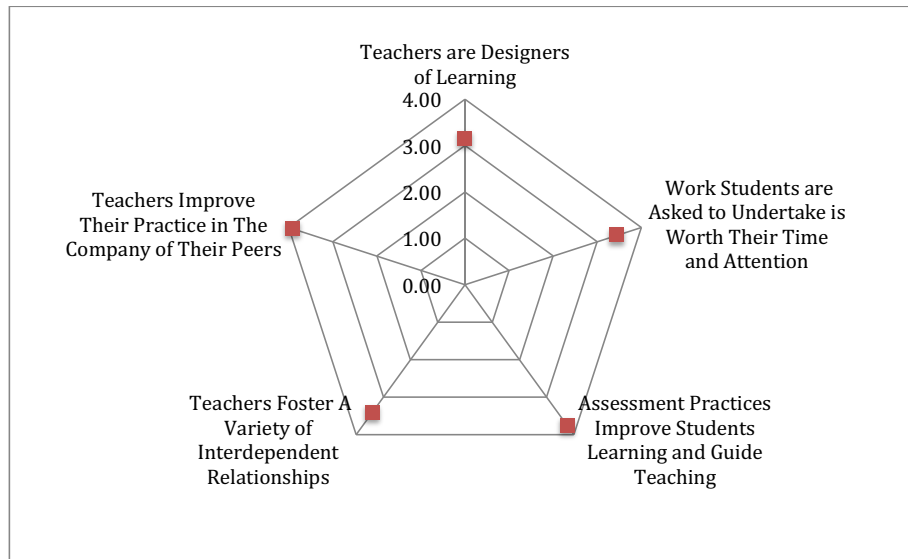 Teachers are Designers
of Learning
4.00
3.00
2.00
1.00
0.00
Work Students are
Asked to Undertake is
Worth Their Time
and Attention
Assessment Practices
Improve Students
Learning and Guide
Teaching
Teachers Foster A
Variety of
Interdependent
Relationships
Teachers Improve
Their Practice in The
Company of Their Peers